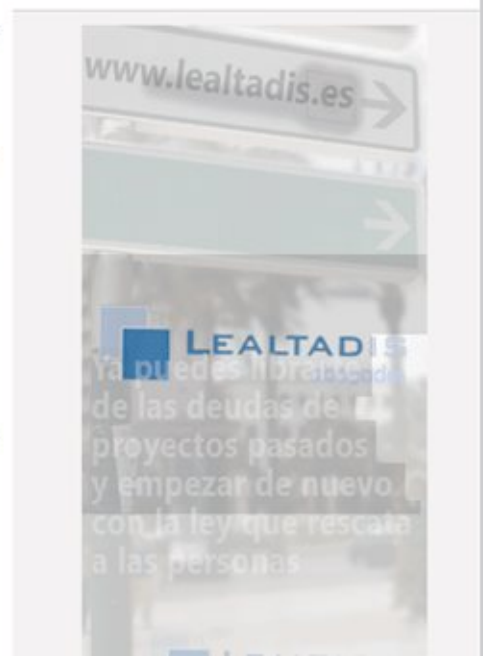 www.lealtadis.es
LEALTADIS
Ya puedes librarte
de las deudas de
proyectos pasados
y empezar de nuevo
con la ley que rescata
a las personas